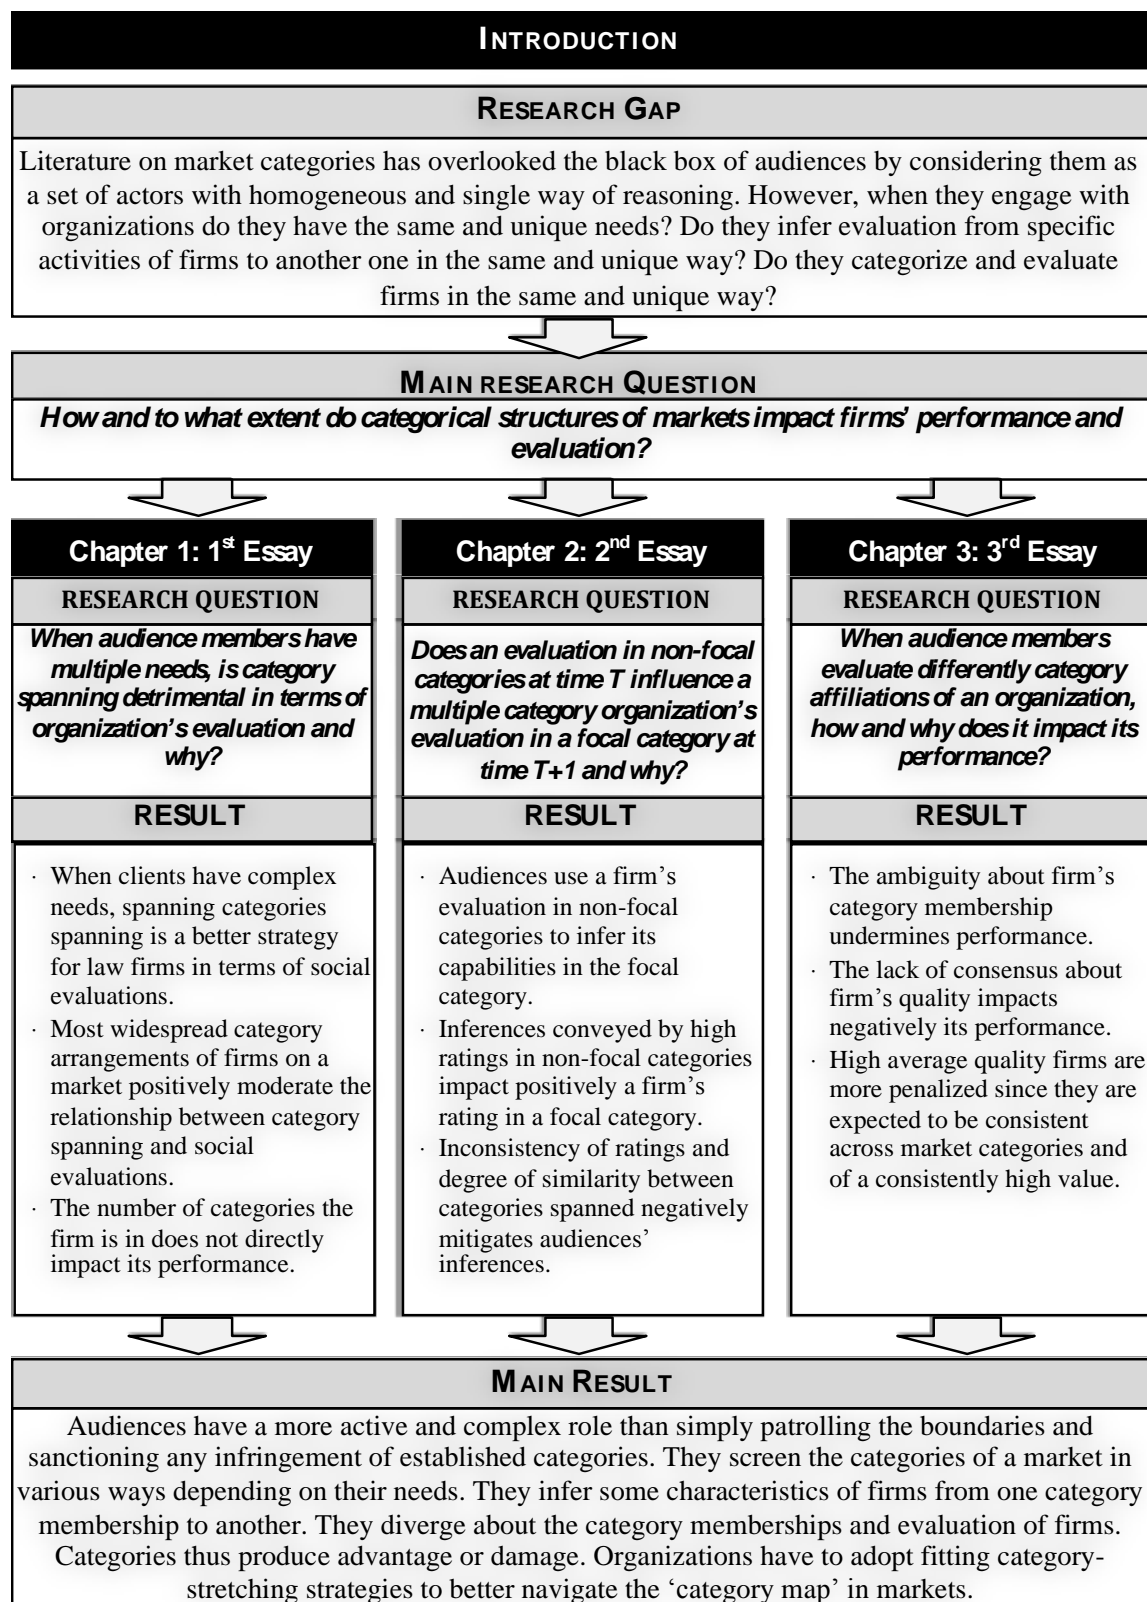 INTRODUCTION
RESEARCH GAP
Literature on market categories has overlooked the black box of audiences by considering them as
a set of actors with homogeneous and single way of reasoning. However, when they engage with
organizations do they have the same and unique needs? Do they infer evaluation from specific
activities of firms to another one in the same and unique way? Do they categorize and evaluate
firms in the same and unique way?
MAIN RESEARCH QUESTION
How and to what extent do categorical structures of markets impact firms' performance and
evaluation?
Chapter 1: 1st Essay
RESEARCH QUESTION
When audience members have
multiple needs, is category
spanning detrimental in terms of
organization's evaluation and
why?
RESULT
· When clients have complex
needs, spanning categories
spanning is a better strategy
for law firms in terms of social
evaluations.
· Most widespread category
arrangements of firms on a
market positively moderate the
relationship between category
spanning and social
evaluations.
· The number of categories the
firm is in does not directly
impact its performance.
Chapter 2: 2nd Essay
RESEARCH QUESTION
Does an evaluation in non-focal
categories at time T influence a
multiple category organization's
evaluation in a focal category at
time T+1 and why?
RESULT
· Audiences use a firm's
evaluation in non-focal
categories to infer its
capabilities in the focal
category.
· Inferences conveyed by high
ratings in non-focal categories
impact positively a firm's
rating in a focal category.
· Inconsistency of ratings and
degree of similarity between
categories spanned negatively
mitigates audiences'
inferences.
Chapter 3: 3rd Essay
RESEARCH QUESTION
When audience members
evaluate differently category
affiliations of an organization,
how and why does it impact its
performance?
RESULT
· The ambiguity about firm's
category membership
undermines performance.
· The lack of consensus about
firm's quality impacts
negatively its performance.
· High average quality firms are
more penalized since they are
expected to be consistent
across market categories and
of a consistently high value.
MAIN RESULT
Audiences have a more active and complex role than simply patrolling the boundaries and
sanctioning any infringement of established categories. They screen the categories of a market in
various ways depending on their needs. They infer some characteristics of firms from one category
membership to another. They diverge about the category memberships and evaluation of firms.
Categories thus produce advantage or damage. Organizations have to adopt fitting category-
stretching strategies to better navigate the 'category map' in markets.